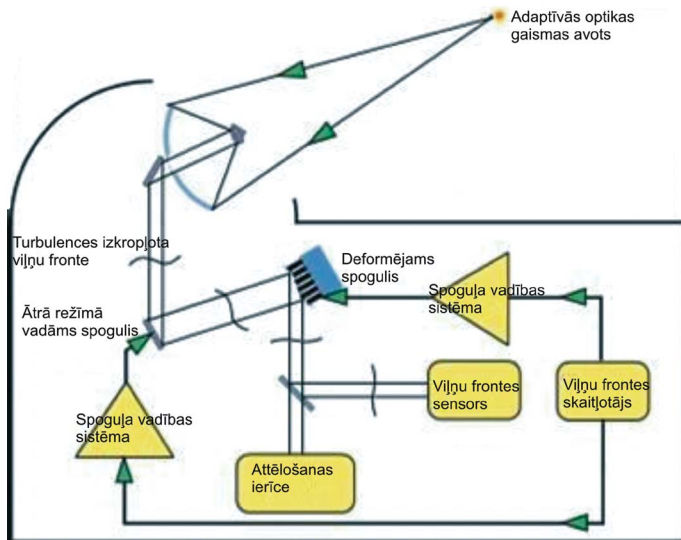 Adaptīvās optikas
gaismas avots
Turbulences izkropļota
viļņu fronte
Deformējams
spogulis
Spoguļa vadības
sistēma
Ātrā režīmā
vadāms spogulis
Viļņu frontes
sensors
Viļņu frontes
skaitļotājs
Spoguļa vadības
sistēma
Attēlošanas
ierīce